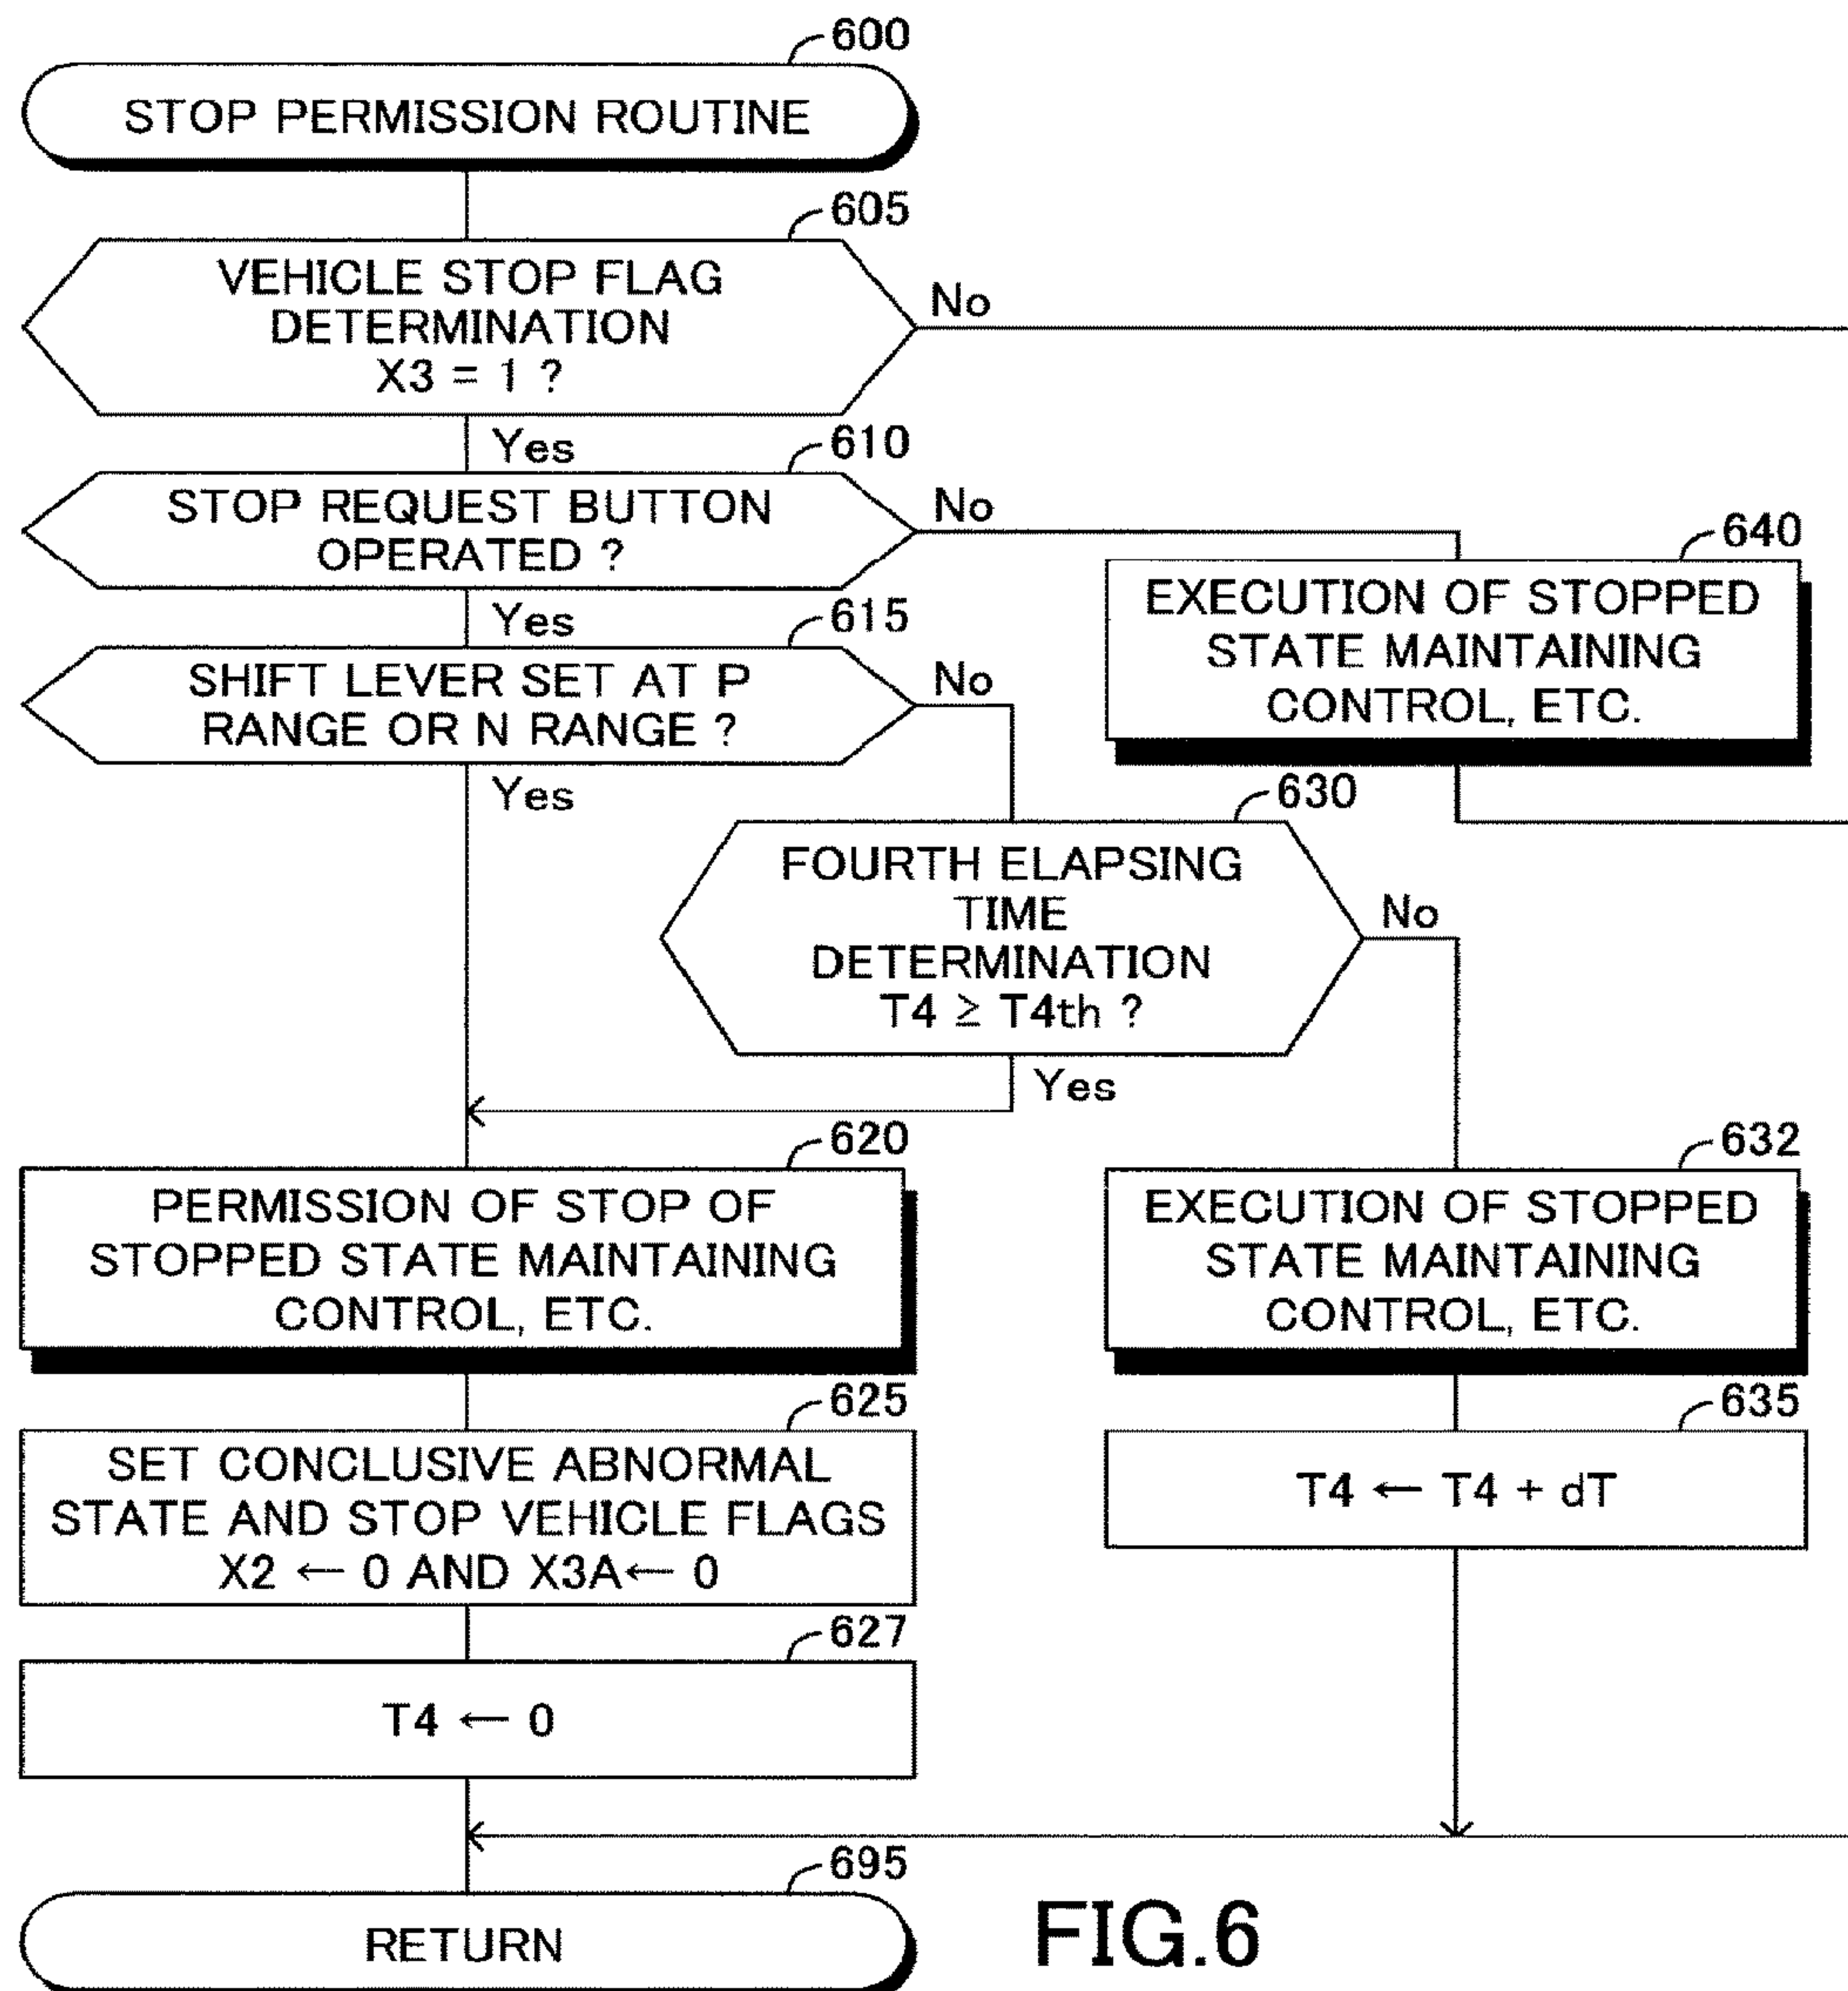 600
STOP PERMISSION ROUTINE
605
VEHICLE STOP FLAG
DETERMINATION
X3 = 1 ?
No
Yes
610
STOP REQUEST BUTTON
OPERATED ?
No
640
EXECUTION OF STOPPED
STATE MAINTAINING
CONTROL, ETC.
Yes
615
SHIFT LEVER SET AT P
RANGE OR N RANGE ?
No
Yes
630
FOURTH ELAPSING
TIME
DETERMINATION
T4 ≥ T4th ?
No
Yes
620
PERMISSION OF STOP OF
STOPPED STATE MAINTAINING
CONTROL, ETC.
632
EXECUTION OF STOPPED
STATE MAINTAINING
CONTROL, ETC.
625
SET CONCLUSIVE ABNORMAL
STATE AND STOP VEHICLE FLAGS
X2 ← 0 AND X3A← 0
635
T4 ← T4 + dT
627
T4 ← 0
695
RETURN
FIG.6